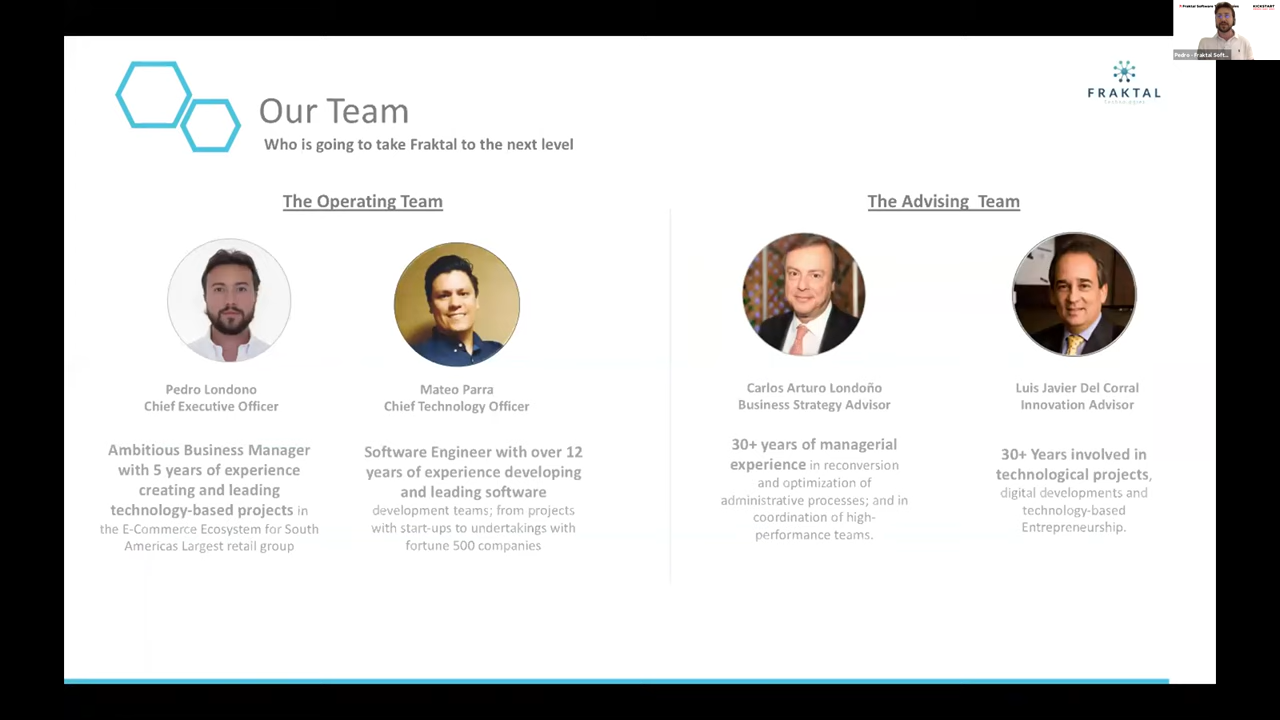 Fraktal Software
KICKSTART
Pedro - Fraktal Soft...
FRAKTAL
Our Team
Who is going to take Fraktal to the next level
The Operating Team
Pedro Londono
Chief Executive Officer
Ambitious Business Manager
with 5 years of experience
creating and leading
technology-based projects in
the E-Commerce Ecosystem for South
Americas Largest retail group
Mateo Parra
Chief Technology Officer
Software Engineer with over 12
years of experience developing
and leading software
development teams; from projects
with start-ups to undertakings with
fortune 500 companies
The Advising Team
Carlos Arturo Londoño
Business Strategy Advisor
30+ years of managerial
experience in reconversion
and optimization of
administrative processes; and in
coordination of high-
performance teams.
Luis Javier Del Corral
Innovation Advisor
30+ Years involved in
technological projects,
digital developments and
technology-based
Entrepreneurship.